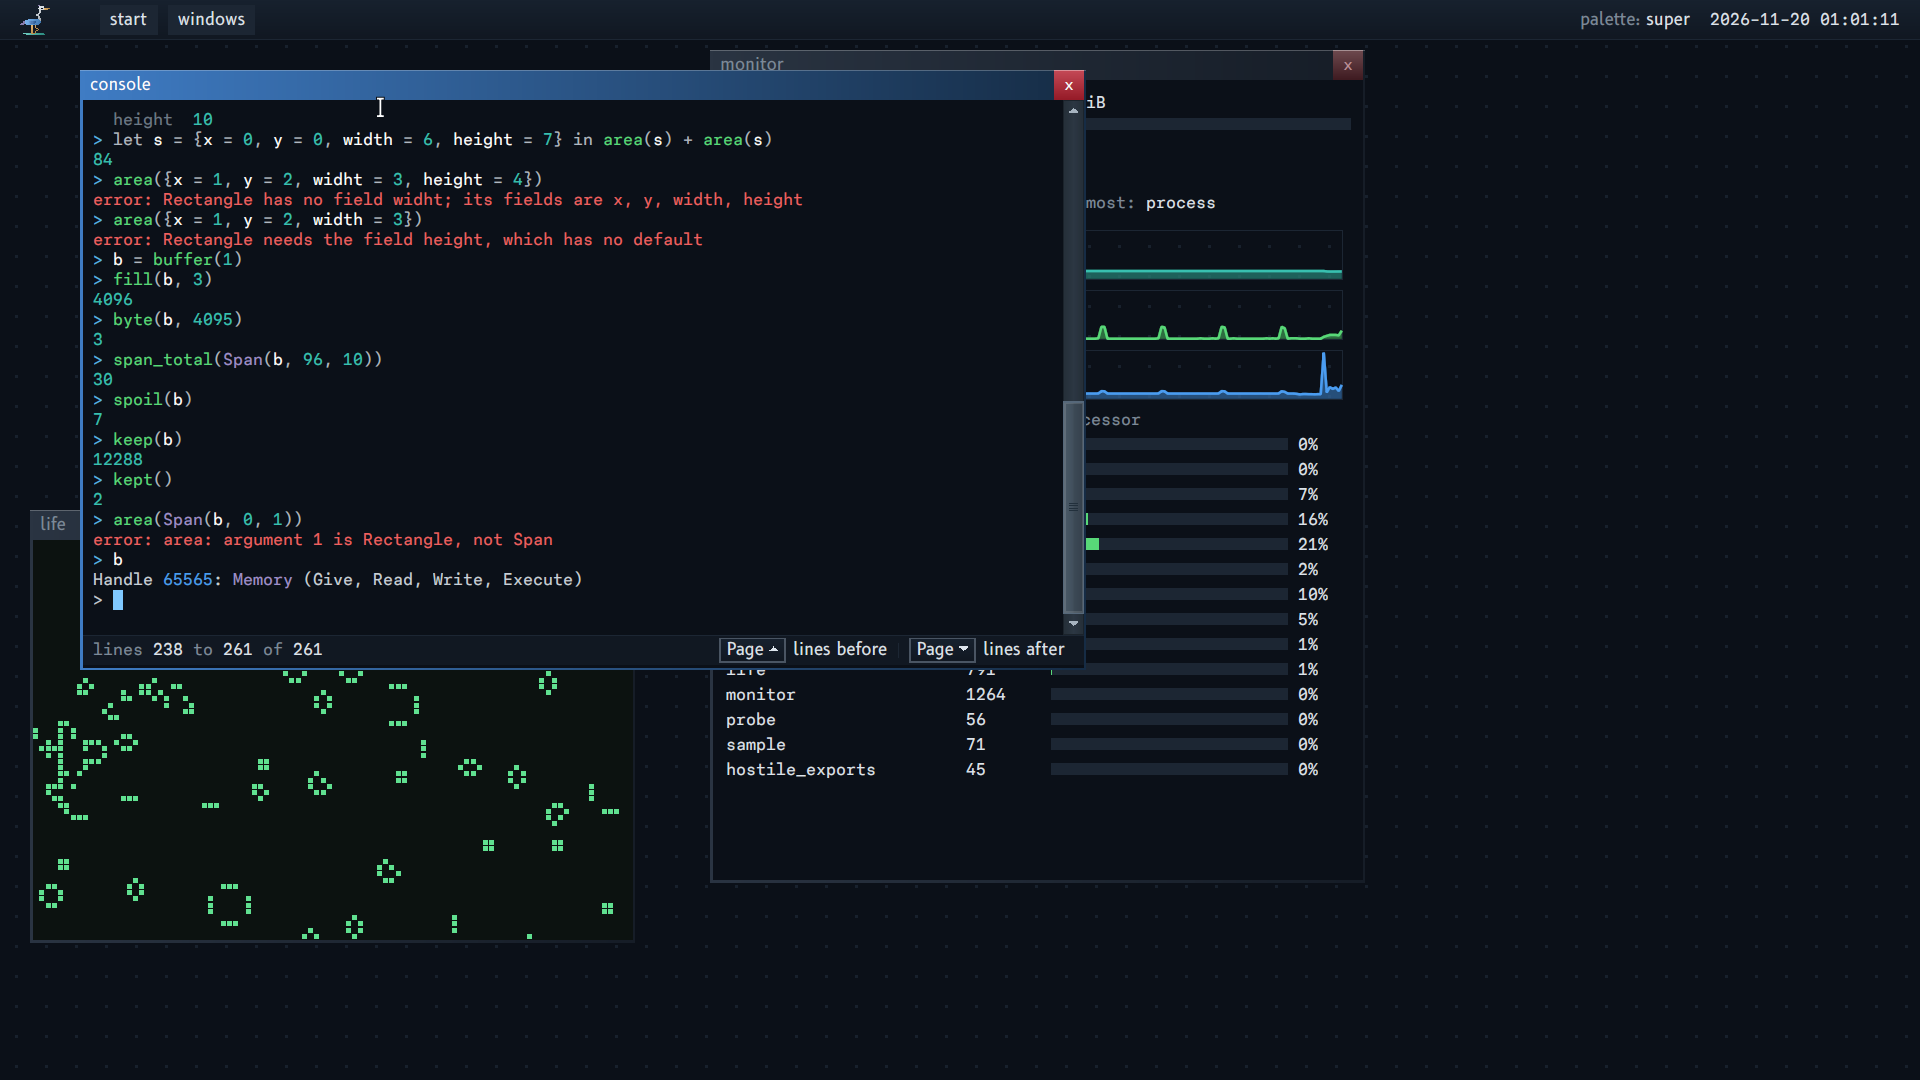 start windows palette: super 2026-11-20 01:01:11
monitor x
console x
height 10
> let s = {x = 0, y = 0, width = 6, height = 7} in area(s) + area(s)
84
> area({x = 1, y = 2, widht = 3, height = 4})
error: Rectangle has no field widht; its fields are x, y, width, height
> area({x = 1, y = 2, width = 3})
error: Rectangle needs the field height, which has no default
> b = buffer(1)
> fill(b, 3)
4096
> byte(b, 4095)
3
> span_total(Span(b, 96, 10))
30
> spoil(b)
7
> keep(b)
12288
> kept()
2
> area(Span(b, 0, 1))
error: area: argument 1 is Rectangle, not Span
> b
Handle 65565: Memory (Give, Read, Write, Execute)
>
lines 238 to 261 of 261 Page lines before Page lines after
iB
most: process
cessor
0%
0%
7%
16%
21%
2%
10%
5%
1%
life 791 1%
monitor 1264 0%
probe 56 0%
sample 71 0%
hostile_exports 45 0%
life